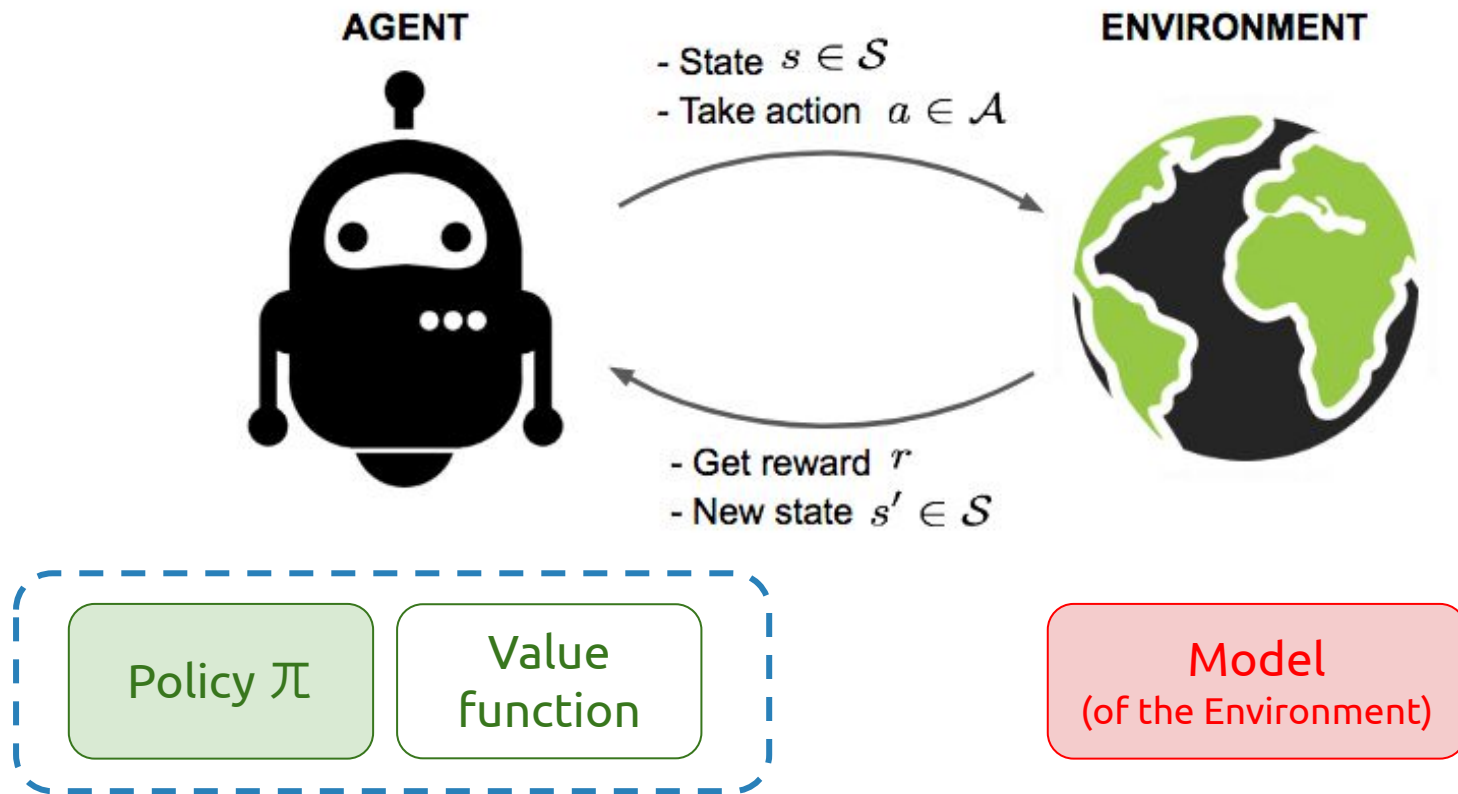 AGENT
ENVIRONMENT
- State s ∈ 𝒮
- Take action a ∈ 𝒜
- Get reward r
- New state s′ ∈ 𝒮
Policy π
Value
function
Model
(of the Environment)